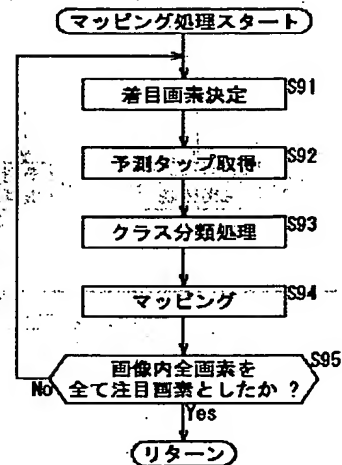 マッピング処理スタート
着目画素決定
S91
予測タップ取得
S92
クラス分類処理
S93
マッピング
S94
画像内全画素を
全て注目画素としたか ?
S95
No
Yes
リターン